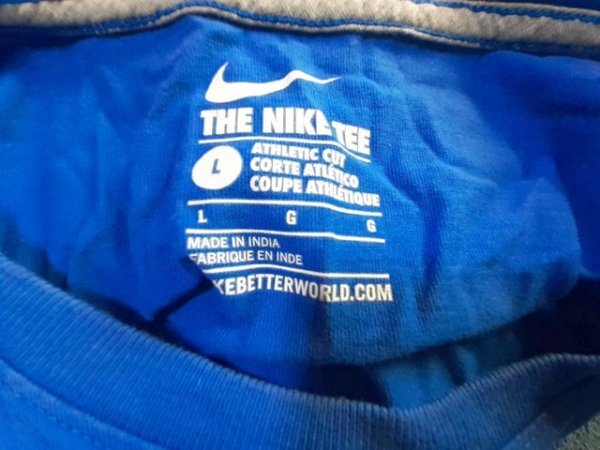 THE NIKE TEE
L
ATHLETIC CUT
CORTE ATLÉTICO
COUPE ATHLÉTIQUE
L G G
MADE IN INDIA
FABRIQUE EN INDE
KEBETTERWORLD.COM